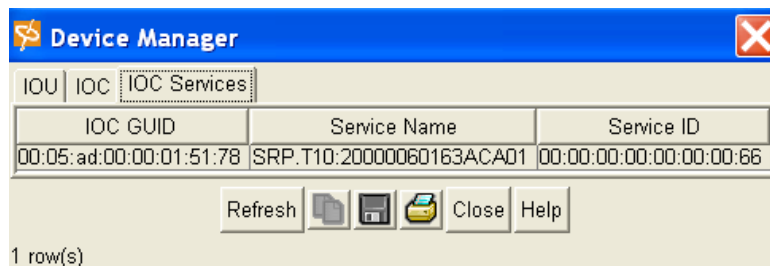 Device Manager
IOU IOC IOC Services
IOC GUID Service Name Service ID
00:05:ad:00:00:01:51:78 SRP.T10:20000060163ACA01 00:00:00:00:00:00:00:66
Refresh Close Help
1 row(s)